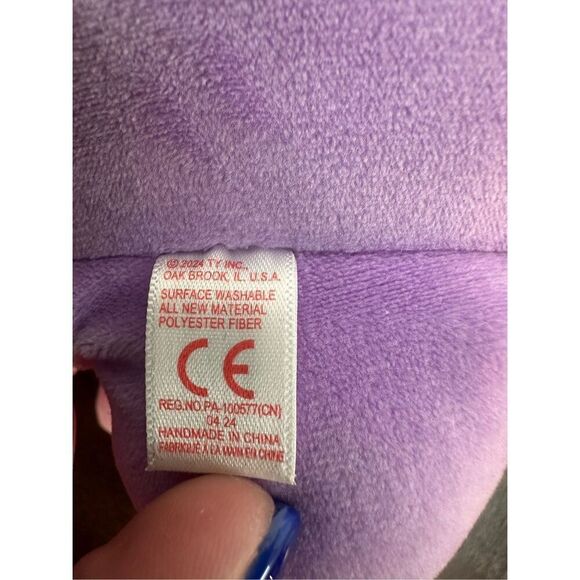 © 2024 TY INC.,
OAK BROOK, IL, U.S.A.
SURFACE WASHABLE
ALL NEW MATERIAL
POLYESTER FIBER
CE
REG.NO.PA-100577(CN)
04 24
HANDMADE IN CHINA
FABRIQUÉ À LA MAIN EN CHINE